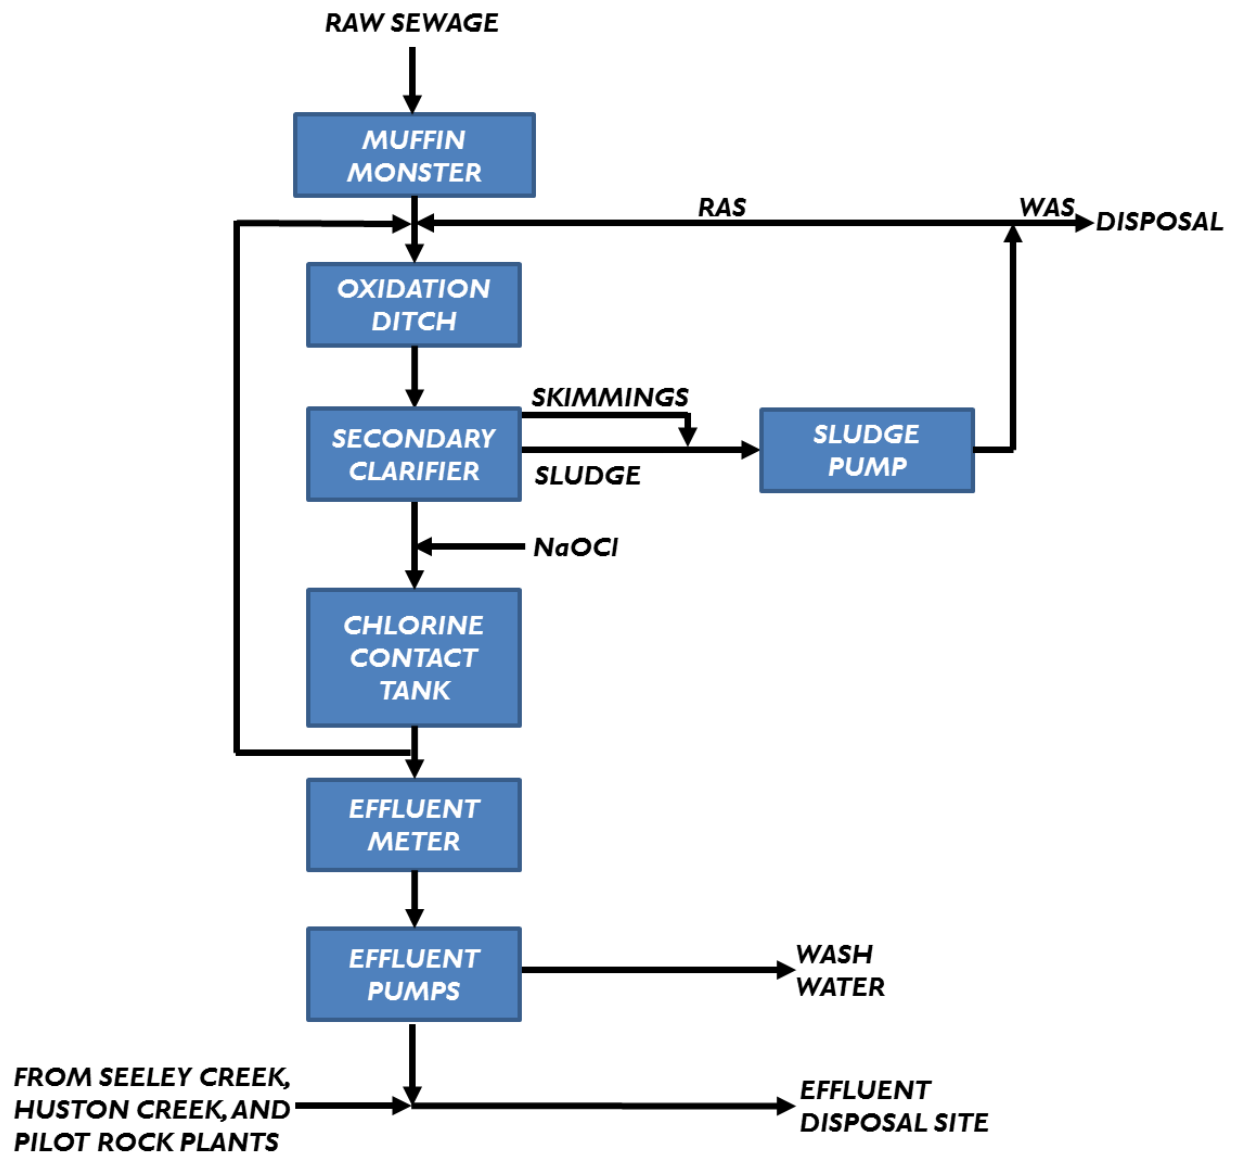 RAW SEWAGE
MUFFIN
MONSTER
RAS
WAS
DISPOSAL
OXIDATION
DITCH
SKIMMINGS
SECONDARY
CLARIFIER
SLUDGE
SLUDGE
PUMP
NaOCl
CHLORINE
CONTACT
TANK
EFFLUENT
METER
EFFLUENT
PUMPS
WASH
WATER
FROM SEELEY CREEK,
HUSTON CREEK, AND
PILOT ROCK PLANTS
EFFLUENT
DISPOSAL SITE